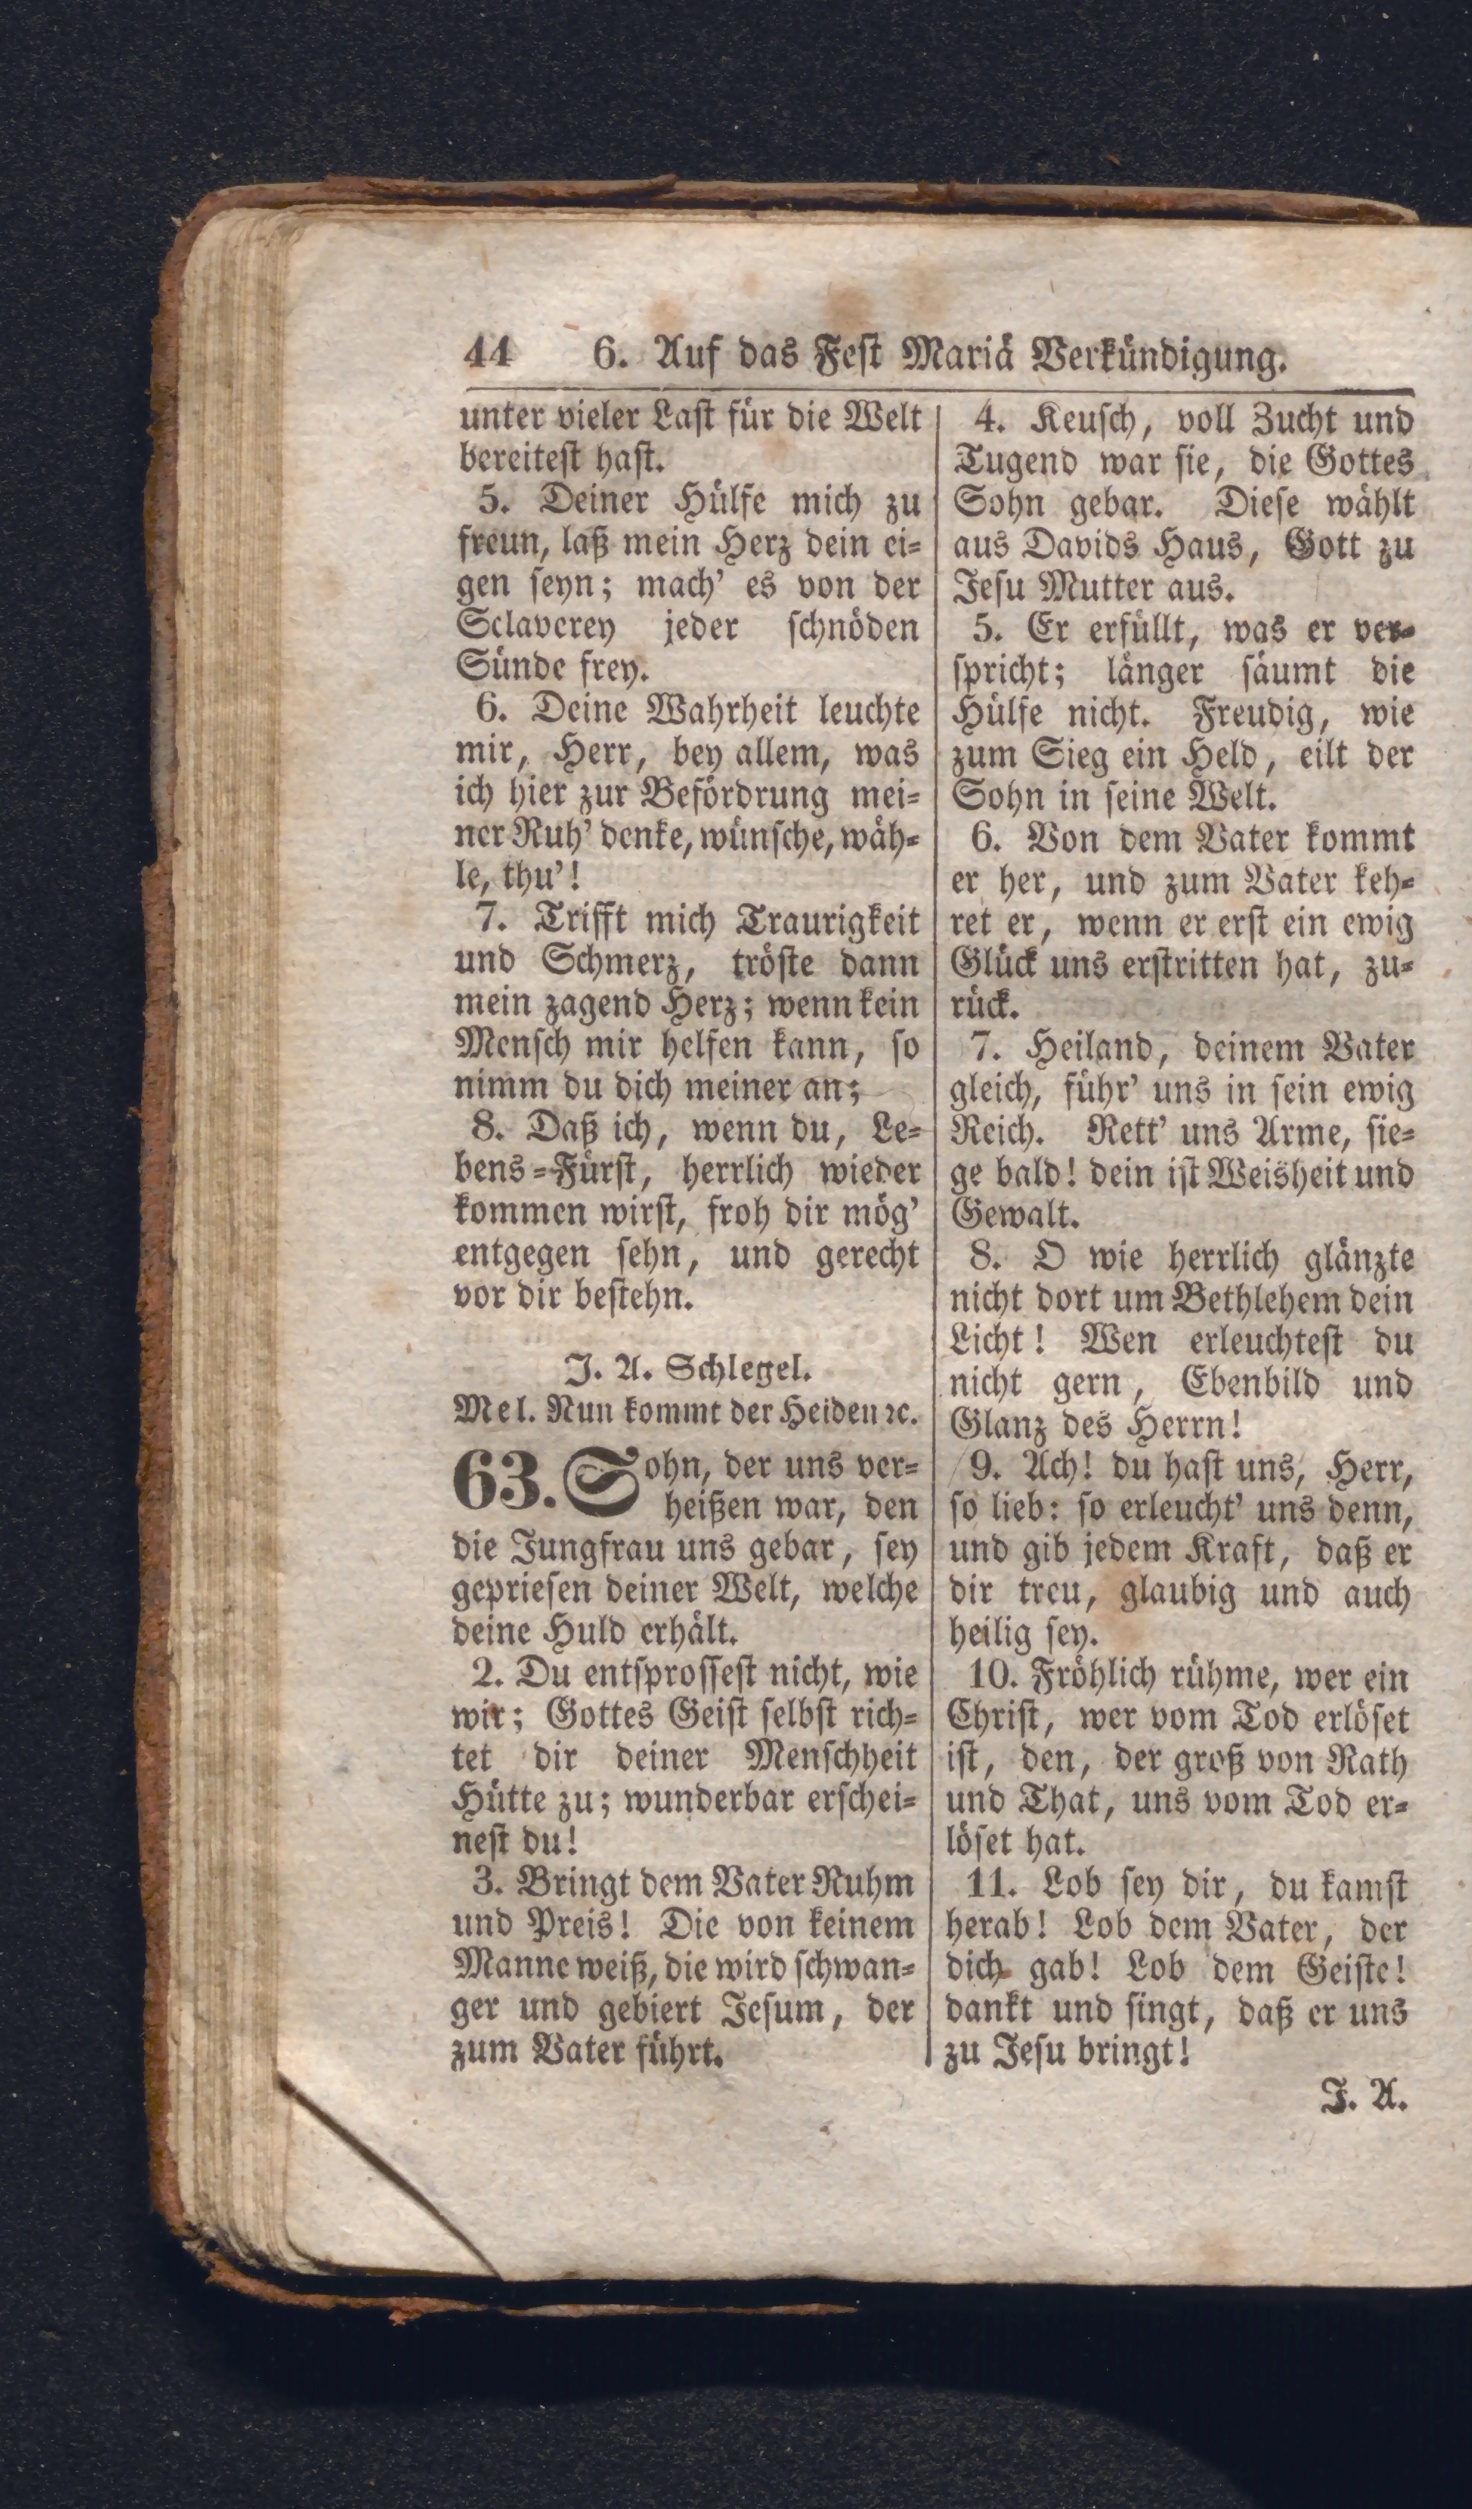 44 6. Auf das Fest Mariä Verkündigung.
unter vieler Last für die Welt
bereitest hast.
5. Deiner Hülfe mich zu
freun, laß mein Herz dein ei=
gen seyn; mach' es von der
Sclaverey jeder schnöden
Sünde frey.
6. Deine Wahrheit leuchte
mir, Herr, bey allem, was
ich hier zur Befördrung mei=
ner Ruh' denke, wünsche, wäh=
le, thu'!
7. Trifft mich Traurigkeit
und Schmerz, tröste dann
mein zagend Herz; wenn kein
Mensch mir helfen kann, so
nimm du dich meiner an;
8. Daß ich, wenn du, Le=
bens=Fürst, herrlich wieder
kommen wirst, froh dir mög'
entgegen sehn, und gerecht
vor dir bestehn.
J. A. Schlegel.
Mel. Nun kommt der Heiden ꝛc.
63. Sohn, der uns ver=
heißen war, den
die Jungfrau uns gebar, sey
gepriesen deiner Welt, welche
deine Huld erhält.
2. Du entsprossest nicht, wie
wir; Gottes Geist selbst rich=
tet dir deiner Menschheit
Hütte zu; wunderbar erschei=
nest du!
3. Bringt dem Vater Ruhm
und Preis! Die von keinem
Manne weiß, die wird schwan=
ger und gebiert Jesum, der
zum Vater führt.
4. Keusch, voll Zucht und
Tugend war sie, die Gottes
Sohn gebar. Diese wählt
aus Davids Haus, Gott zu
Jesu Mutter aus.
5. Er erfüllt, was er ver=
spricht; länger säumt die
Hülfe nicht. Freudig, wie
zum Sieg ein Held, eilt der
Sohn in seine Welt.
6. Von dem Vater kommt
er her, und zum Vater keh=
ret er, wenn er erst ein ewig
Glück uns erstritten hat, zu=
rück.
7. Heiland, deinem Vater
gleich, führ' uns in sein ewig
Reich. Rett' uns Arme, sie=
ge bald! dein ist Weisheit und
Gewalt.
8. O wie herrlich glänzte
nicht dort um Bethlehem dein
Licht! Wen erleuchtest du
nicht gern, Ebenbild und
Glanz des Herrn!
9. Ach! du hast uns, Herr,
so lieb: so erleucht' uns denn,
und gib jedem Kraft, daß er
dir treu, glaubig und auch
heilig sey.
10. Fröhlich rühme, wer ein
Christ, wer vom Tod erlöset
ist, den, der groß von Rath
und That, uns vom Tod er=
löset hat.
11. Lob sey dir, du kamst
herab! Lob dem Vater, der
dich gab! Lob dem Geiste!
dankt und singt, daß er uns
zu Jesu bringt!
J. A.